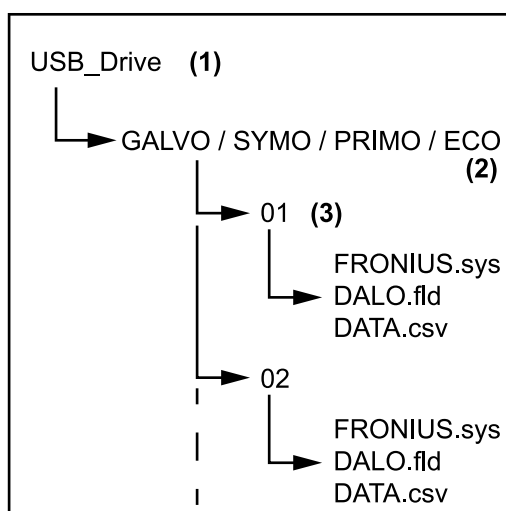 USB_Drive (1)
GALVO / SYMO / PRIMO / ECO
(2)
01 (3)
FRONIUS.sys
DALO.fld
DATA.csv
02
FRONIUS.sys
DALO.fld
DATA.csv